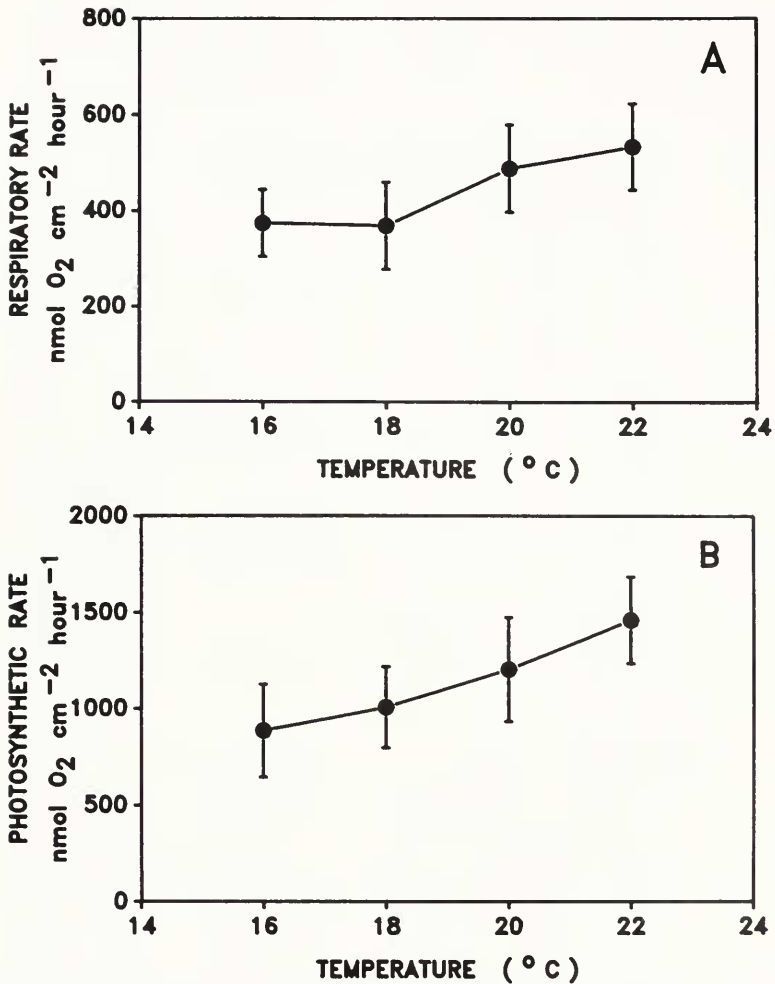 A
RESPIRATORY RATE
nmol O2 cm−2 hour−1
800
600
400
200
0
14 16 18 20 22 24
TEMPERATURE (°C)
B
PHOTOSYNTHETIC RATE
nmol O2 cm−2 hour−1
2000
1500
1000
500
0
14 16 18 20 22 24
TEMPERATURE (°C)